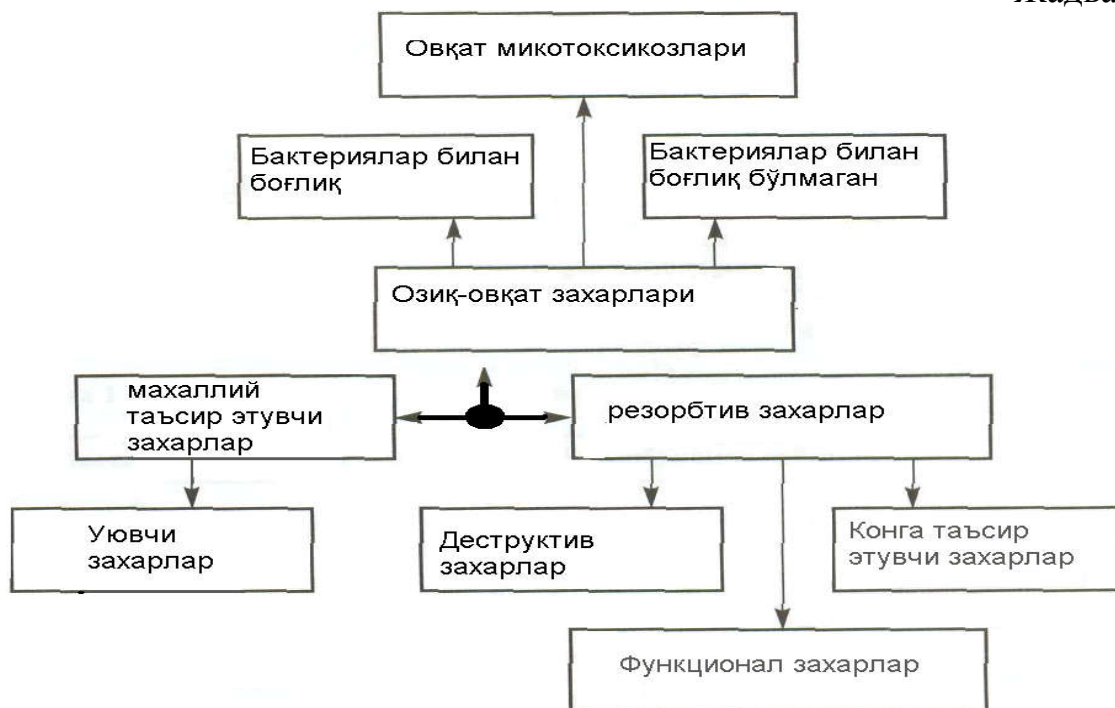 Овқат микотоксикозлари
Бактериялар билан
боғлиқ
Бактериялар билан
боғлиқ бўлмаган
Озиқ-овқат захарлари
махаллий
таъсир этувчи
захарлар
резорбтив захарлар
Уювчи
захарлар
Деструктив
захарлар
Конга таъсир
этувчи захарлар
Функционал захарлар